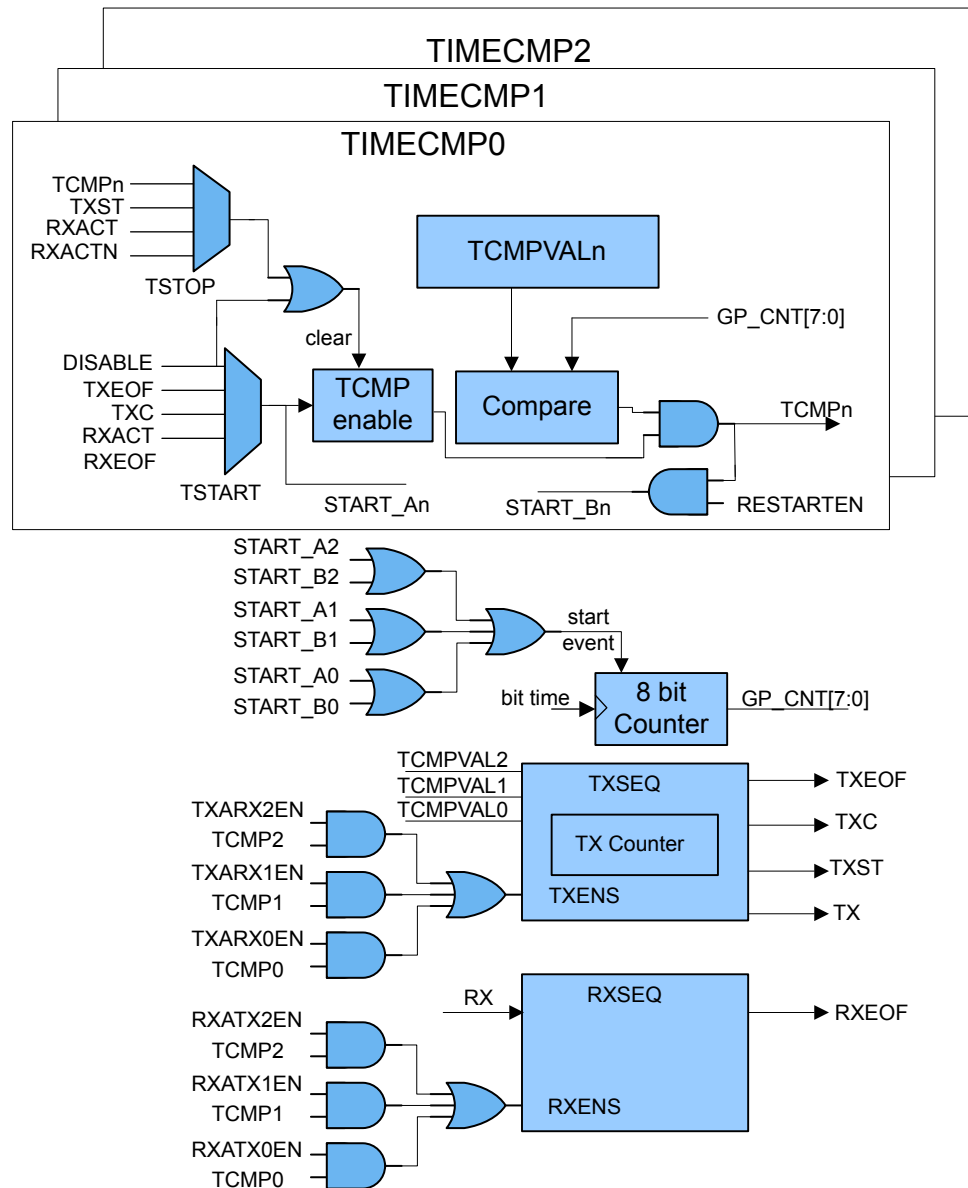 TIMECMP2
TIMECMP1
TIMECMP0
TCMPn
TXST
RXACT
RXACTN
TSTOP
TCMPVALn
GP_CNT[7:0]
clear
DISABLE
TXEOF
TXC
RXACT
RXEOF
TSTART
TCMP
enable
Compare
TCMPn
START_An
START_Bn
RESTARTEN
START_A2
START_B2
START_A1
START_B1
START_A0
START_B0
start
event
bit time
8 bit
Counter
GP_CNT[7:0]
TCMPVAL2
TCMPVAL1
TCMPVAL0
TXARX2EN
TCMP2
TXARX1EN
TCMP1
TXARX0EN
TCMP0
TXSEQ
TX Counter
TXENS
TXEOF
TXC
TXST
TX
RX
RXSEQ
RXENS
RXEOF
RXATX2EN
TCMP2
RXATX1EN
TCMP1
RXATX0EN
TCMP0